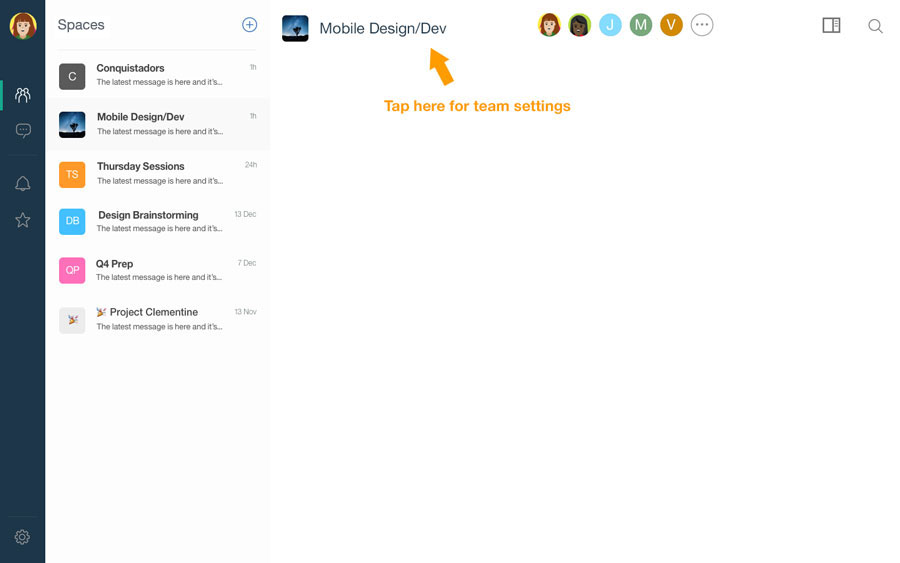 Spaces
C
Conquistadors
1h
The latest message is here and it's...
Mobile Design/Dev
1h
The latest message is here and it's...
TS
Thursday Sessions
24h
The latest message is here and it's...
DB
Design Brainstorming
13 Dec
The latest message is here and it's...
QP
Q4 Prep
7 Dec
The latest message is here and it's...
🎉 Project Clementine
13 Nov
The latest message is here and it's...
Mobile Design/Dev
J
M
V
Tap here for team settings